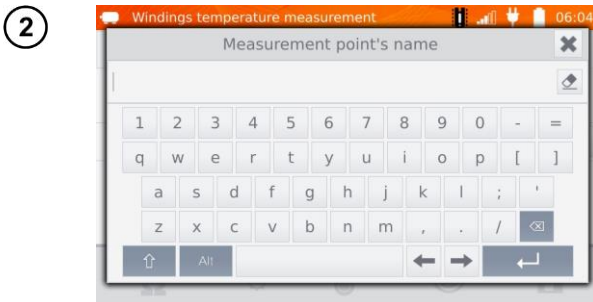 2
Windings temperature measurement 06:04
Measurement point's name
1 2 3 4 5 6 7 8 9 0 - =
q w e r t y u i o p [ ]
a s d f g h j k l ; '
z x c v b n m , . /
Alt